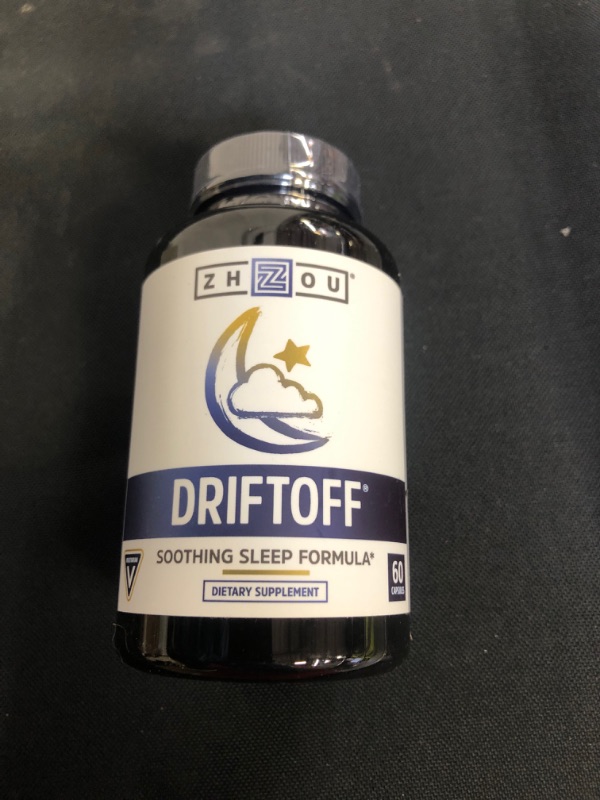 ZHZOU®
DRIFTOFF®
SOOTHING SLEEP FORMULA*
DIETARY SUPPLEMENT
V
60
CAPSULES